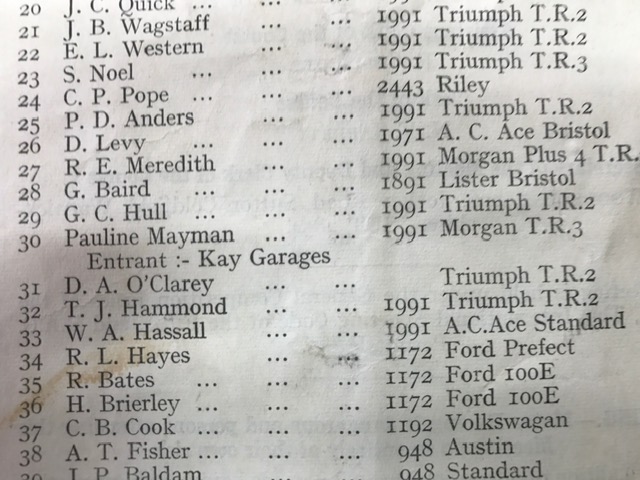 20 J. C. Quick ...
21 J. B. Wagstaff ... ... 1991 Triumph T.R.2
22 E. L. Western ... ... 1991 Triumph T.R.2
23 S. Noel ... ... ... 1991 Triumph T.R.3
24 C. P. Pope ... ... ... 2443 Riley
25 P. D. Anders ... ... 1991 Triumph T.R.2
26 D. Levy ... ... ... 1971 A. C. Ace Bristol
27 R. E. Meredith ... ... 1991 Morgan Plus 4 T.R.
28 G. Baird ... ... ... 1891 Lister Bristol
29 G. C. Hull ... ... ... 1991 Triumph T.R.2
30 Pauline Mayman ... ... 1991 Morgan T.R.3
Entrant :- Kay Garages
31 D. A. O'Clarey ... ... Triumph T.R.2
32 T. J. Hammond ... ... 1991 Triumph T.R.2
33 W. A. Hassall ... ... 1991 A.C.Ace Standard
34 R. L. Hayes ... ... 1172 Ford Prefect
35 R. Bates ... ... ... 1172 Ford 100E
36 H. Brierley ... ... ... 1172 Ford 100E
37 C. B. Cook ... ... 1192 Volkswagan
38 A. T. Fisher ... ... ... 948 Austin
39 J. P. Baldam ... ... 948 Standard